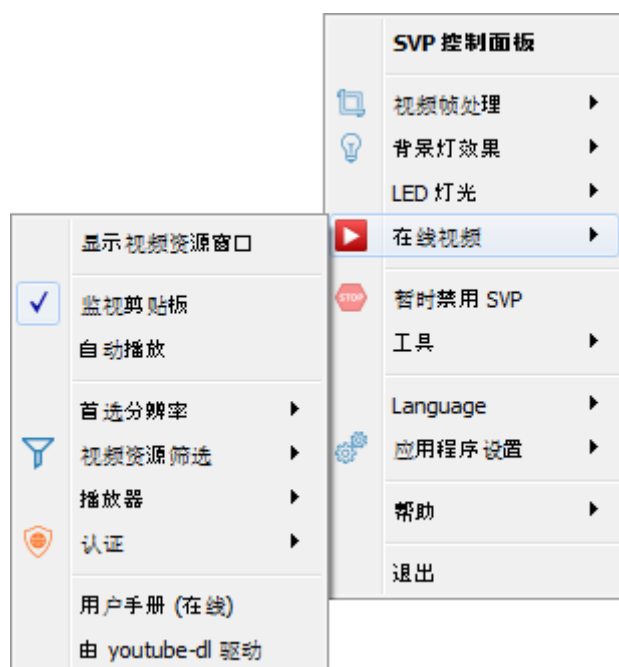 SVP 控制面板
视频帧处理
背景灯效果
LED 灯光
在线视频
STOP
暂时禁用 SVP
工具
Language
应用程序设置
帮助
退出
显示视频资源窗口
监视剪贴板
自动播放
首选分辨率
视频资源筛选
播放器
认证
用户手册 (在线)
由 youtube-dl 驱动